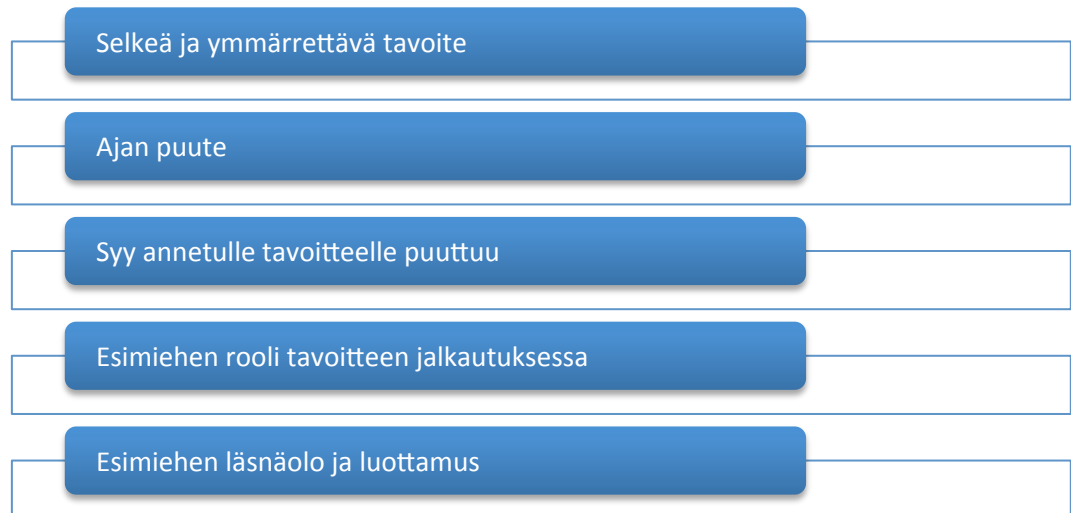 Selkeä ja ymmärrettävä tavoite
Ajan puute
Syy annetulle tavoitteelle puuttuu
Esimiehen rooli tavoitteen jalkautuksessa
Esimiehen läsnäolo ja luottamus